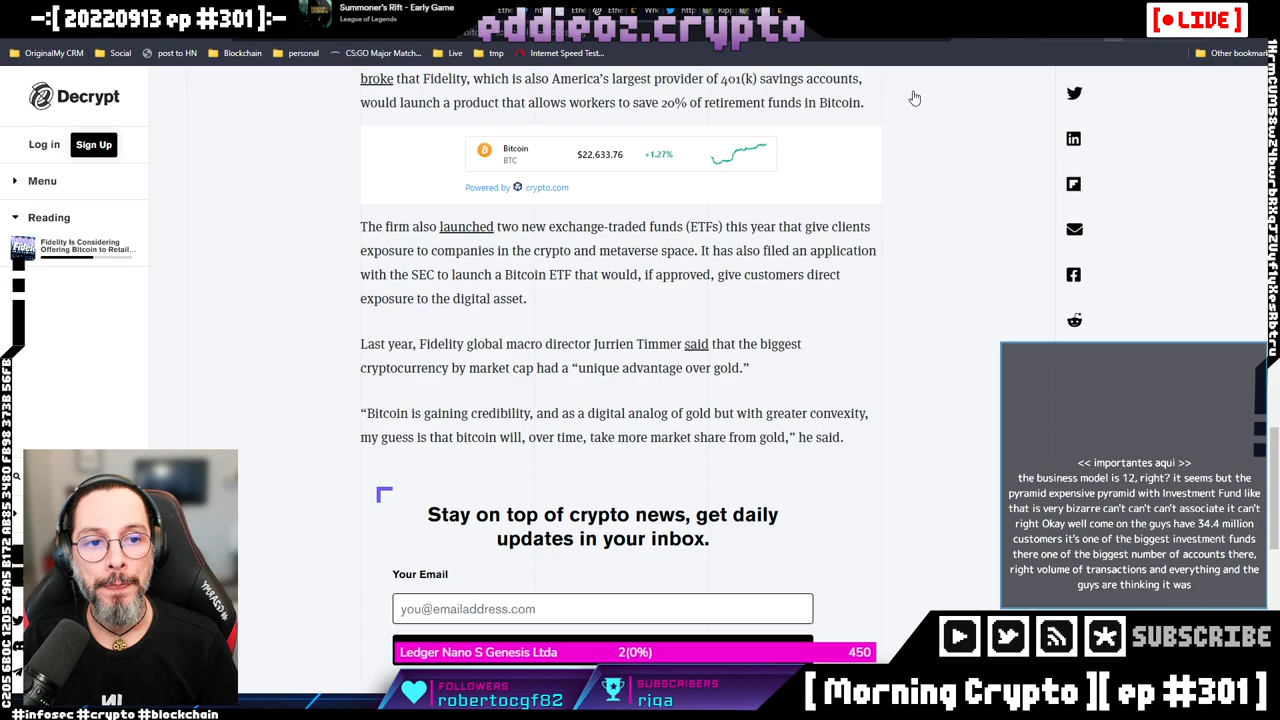 -:[ 20220913 ep #301]:-
Summoner's Rift - Early Game
League of Legends
eddieoz.crypto
[ LIVE ]
OriginalMy CRM
Social
post to HN
Blockchain
personal
CS:GO Major Match...
Live
tmp
Internet Speed Test...
Other bookmar
Decrypt
Log in
Sign Up
Menu
Reading
Fidelity Is Considering
Offering Bitcoin to Retail...
broke that Fidelity, which is also America's largest provider of 401(k) savings accounts,
would launch a product that allows workers to save 20% of retirement funds in Bitcoin.
Bitcoin
BTC
$22,633.76
+1.27%
Powered by crypto.com
The firm also launched two new exchange-traded funds (ETFs) this year that give clients
exposure to companies in the crypto and metaverse space. It has also filed an application
with the SEC to launch a Bitcoin ETF that would, if approved, give customers direct
exposure to the digital asset.
Last year, Fidelity global macro director Jurrien Timmer said that the biggest
cryptocurrency by market cap had a “unique advantage over gold.”
“Bitcoin is gaining credibility, and as a digital analog of gold but with greater convexity,
my guess is that bitcoin will, over time, take more market share from gold,” he said.
Stay on top of crypto news, get daily
updates in your inbox.
Your Email
you@emailaddress.com
<< importantes aqui >>
the business model is 12, right? it seems but the
pyramid expensive pyramid with Investment Fund like
that is very bizarre can't can't can't associate it can't
right Okay well come on the guys have 34.4 million
customers it's one of the biggest investment funds
there one of the biggest number of accounts there,
right volume of transactions and everything and the
guys are thinking it was
Ledger Nano S Genesis Ltda
2(0%)
450
FOLLOWERS
robertocgf82
SUBSCRIBERS
riga
SUBSCRIBE
[ Morning Crypto ][ ep #301 ]
#infosec #crypto #blockchain